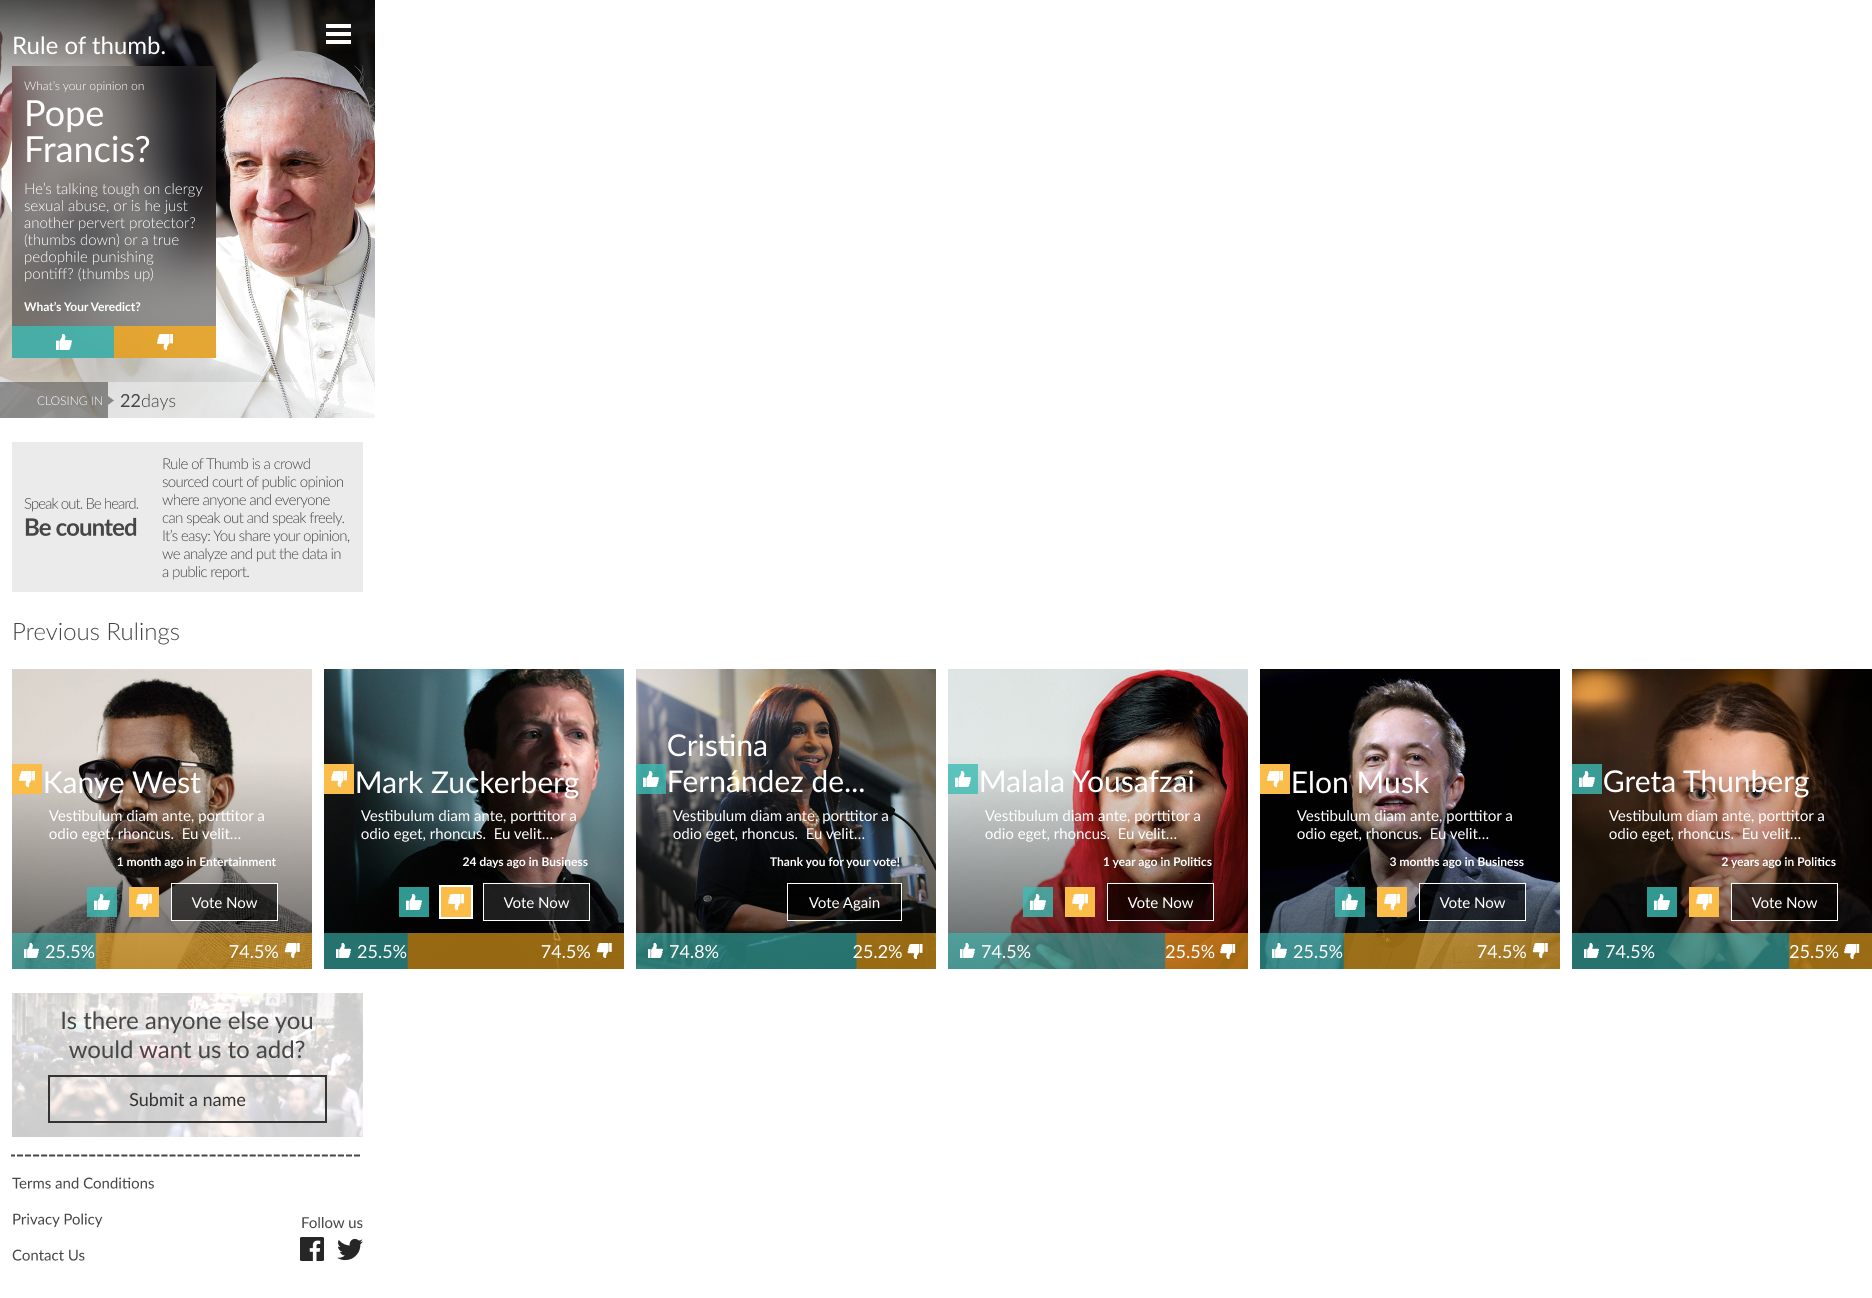 Rule of thumb.
What's your opinion on
Pope
Francis?
He's talking tough on clergy
sexual abuse, or is he just
another pervert protector?
(thumbs down) or a true
pedophile punishing
pontiff? (thumbs up)
What's Your Veredict?
CLOSING IN
22days
Speak out. Be heard.
Be counted
Rule of Thumb is a crowd
sourced court of public opinion
where anyone and everyone
can speak out and speak freely.
It's easy: You share your opinion,
we analyze and put the data in
a public report.
Previous Rulings
Kanye West
Vestibulum diam ante, porttitor a
odio eget, rhoncus.  Eu velit...
1 month ago in Entertainment
Vote Now
25.5%
74.5%
Mark Zuckerberg
Vestibulum diam ante, porttitor a
odio eget, rhoncus.  Eu velit...
24 days ago in Business
Vote Now
25.5%
74.5%
Cristina
Fernández de...
Vestibulum diam ante, porttitor a
odio eget, rhoncus.  Eu velit...
Thank you for your vote!
Vote Again
74.8%
25.2%
Malala Yousafzai
Vestibulum diam ante, porttitor a
odio eget, rhoncus.  Eu velit...
1 year ago in Politics
Vote Now
74.5%
25.5%
Elon Musk
Vestibulum diam ante, porttitor a
odio eget, rhoncus.  Eu velit...
3 months ago in Business
Vote Now
25.5%
74.5%
Greta Thunberg
Vestibulum diam ante, porttitor a
odio eget, rhoncus.  Eu velit...
2 years ago in Politics
Vote Now
74.5%
25.5%
Is there anyone else you
would want us to add?
Submit a name
Terms and Conditions
Privacy Policy
Contact Us
Follow us